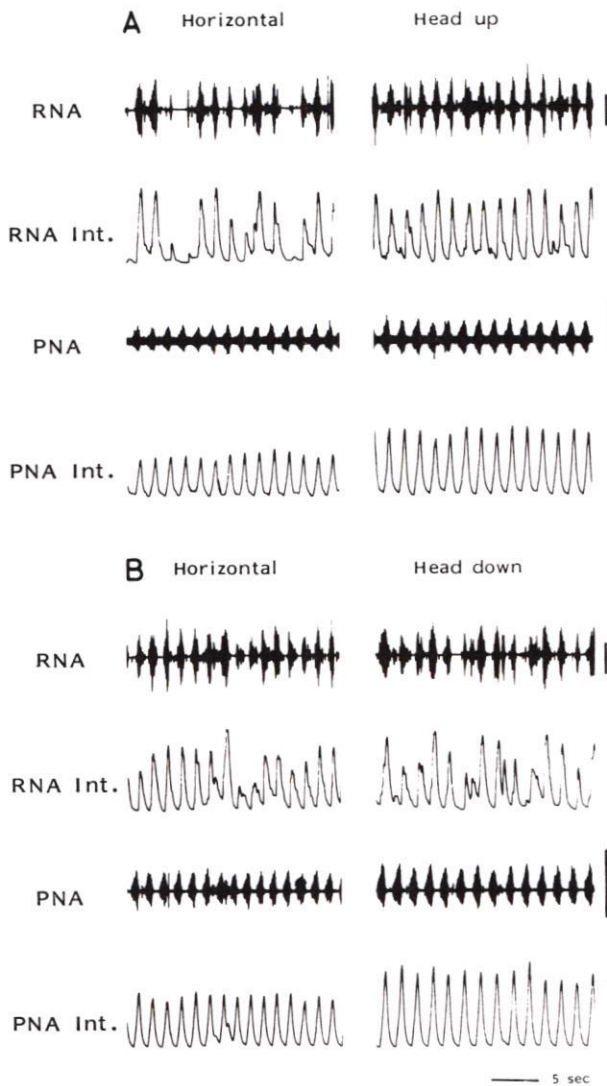 A Horizontal Head up
RNA
RNA Int.
PNA
PNA Int.
B Horizontal Head down
RNA
RNA Int.
PNA
PNA Int.
5 sec